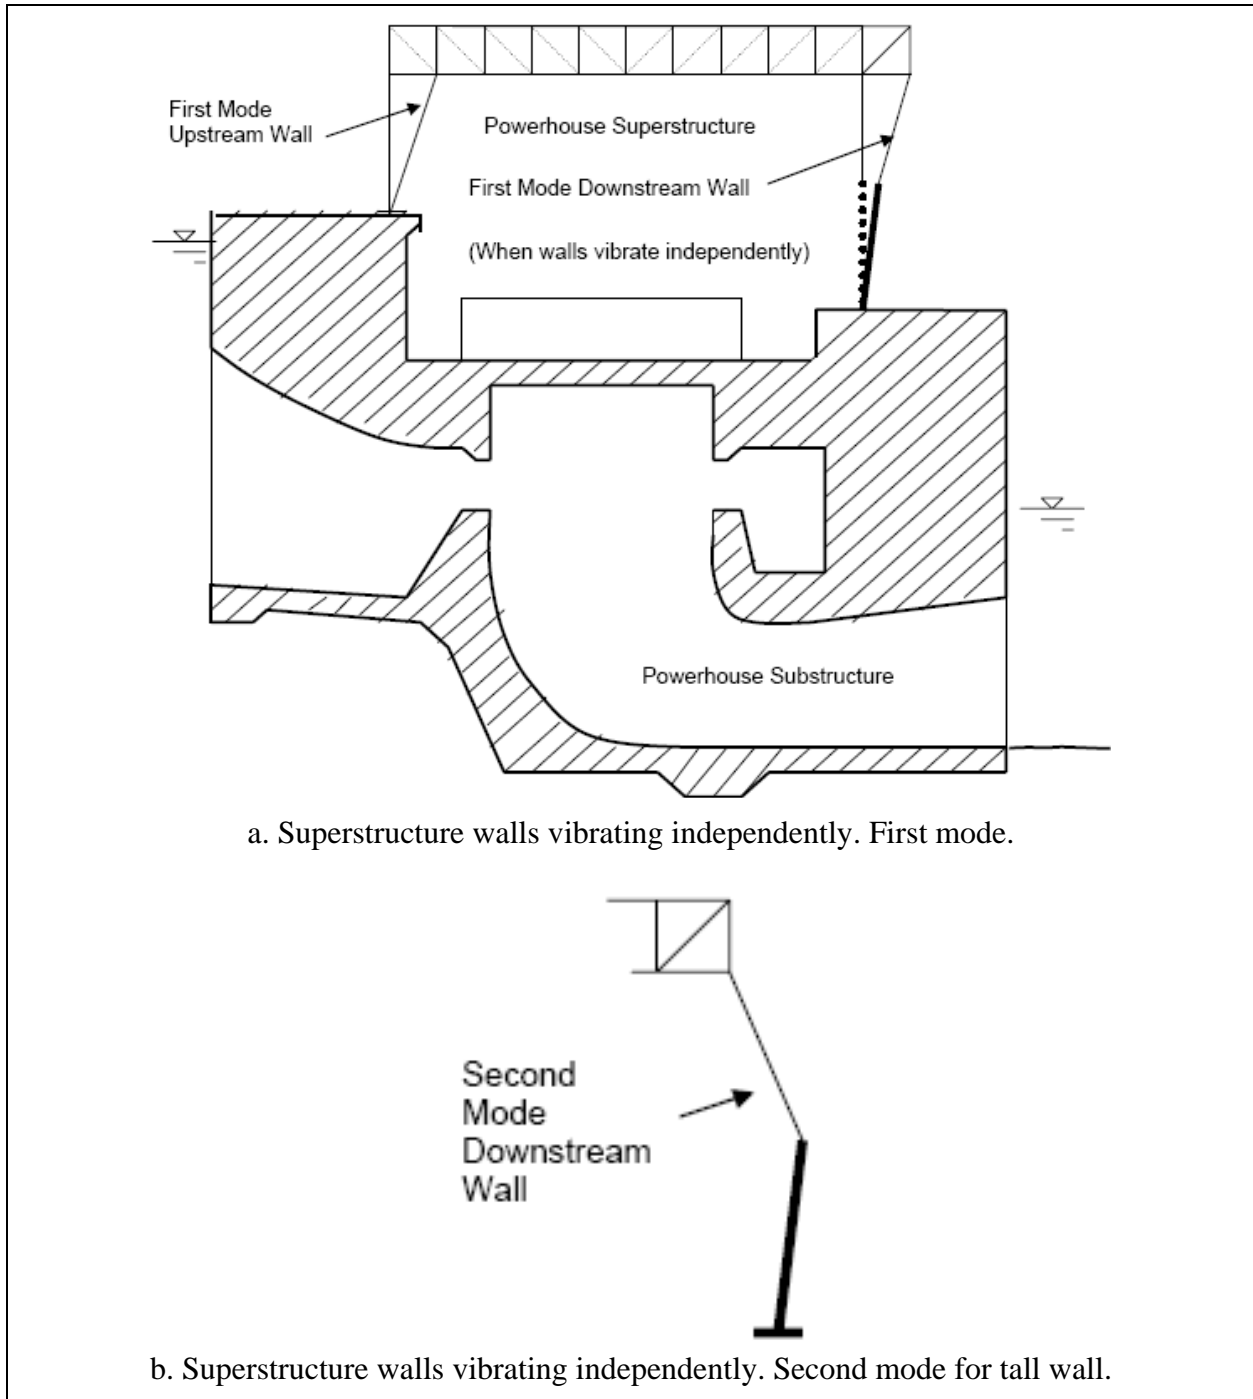 First Mode
Upstream Wall
Powerhouse Superstructure
First Mode Downstream Wall
(When walls vibrate independently)
Powerhouse Substructure
a. Superstructure walls vibrating independently. First mode.
Second
Mode
Downstream
Wall
b. Superstructure walls vibrating independently. Second mode for tall wall.